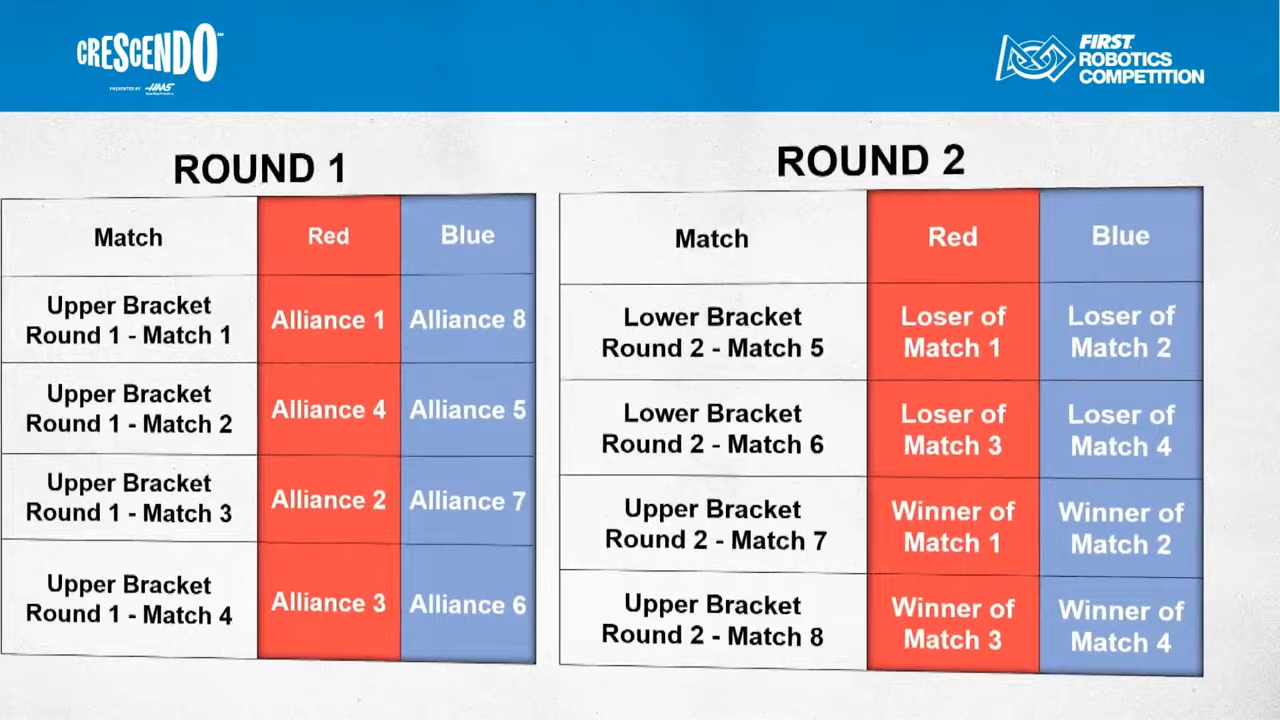 CRESCENDO
PRESENTED BY HAAS
FIRST
ROBOTICS
COMPETITION
ROUND 1
Match Red Blue
Upper Bracket
Round 1 - Match 1
Alliance 1 Alliance 8
Upper Bracket
Round 1 - Match 2
Alliance 4 Alliance 5
Upper Bracket
Round 1 - Match 3
Alliance 2 Alliance 7
Upper Bracket
Round 1 - Match 4
Alliance 3 Alliance 6
ROUND 2
Match Red Blue
Lower Bracket
Round 2 - Match 5
Loser of
Match 1
Loser of
Match 2
Lower Bracket
Round 2 - Match 6
Loser of
Match 3
Loser of
Match 4
Upper Bracket
Round 2 - Match 7
Winner of
Match 1
Winner of
Match 2
Upper Bracket
Round 2 - Match 8
Winner of
Match 3
Winner of
Match 4